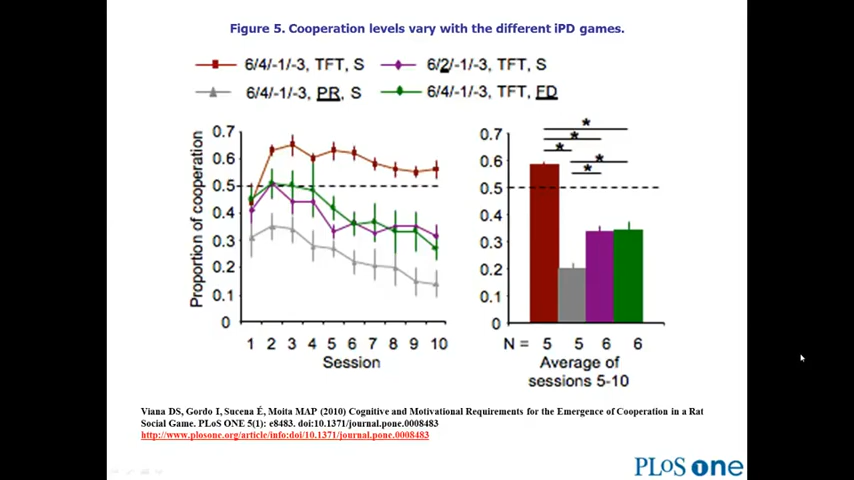 Figure 5. Cooperation levels vary with the different iPD games.
6/4/-1/-3, TFT, S
6/2/-1/-3, TFT, S
6/4/-1/-3, PR, S
6/4/-1/-3, TFT, FD
Proportion of cooperation
0.7
0.6
0.5
0.4
0.3
0.2
0.1
0
1 2 3 4 5 6 7 8 9 10
Session
0.7
0.6
0.5
0.4
0.3
0.2
0.1
0
* * * * *
N = 5 5 6 6
Average of
sessions 5-10
Viana DS, Gordo I, Sucena É, Moita MAP (2010) Cognitive and Motivational Requirements for the Emergence of Cooperation in a Rat
Social Game. PLoS ONE 5(1): e8483. doi:10.1371/journal.pone.0008483
http://www.plosone.org/article/info:doi/10.1371/journal.pone.0008483
PLoS one